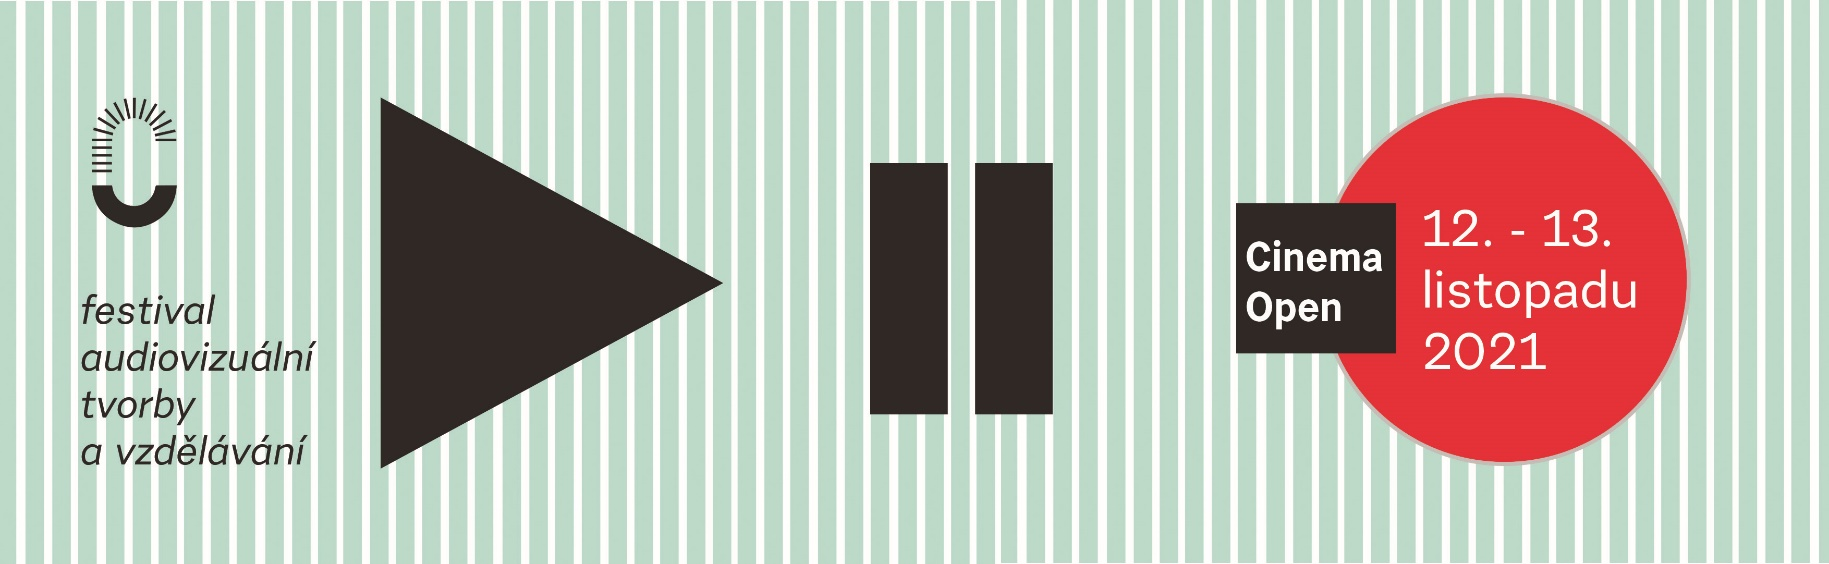 festival
audiovizuální
tvorby
a vzdělávání
Cinema
Open
12. - 13.
listopadu
2021